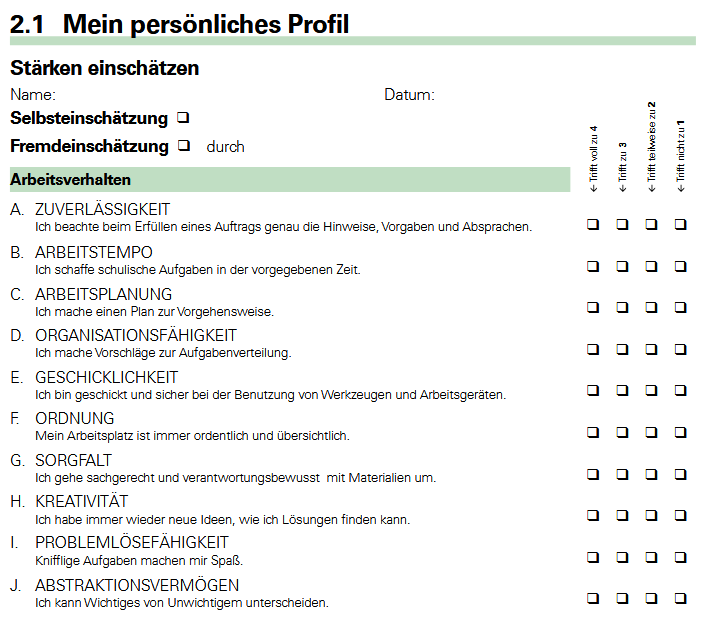 2.1 Mein persönliches Profil
Stärken einschätzen
Name: Datum:
Selbsteinschätzung ❑
Fremdeinschätzung ❑ durch
← Trifft voll zu 4
← Trifft zu 3
← Trifft teilweise zu 2
← Trifft nicht zu 1
Arbeitsverhalten
A. ZUVERLÄSSIGKEIT
Ich beachte beim Erfüllen eines Auftrags genau die Hinweise, Vorgaben und Absprachen. ❑ ❑ ❑ ❑
B. ARBEITSTEMPO
Ich schaffe schulische Aufgaben in der vorgegebenen Zeit. ❑ ❑ ❑ ❑
C. ARBEITSPLANUNG
Ich mache einen Plan zur Vorgehensweise. ❑ ❑ ❑ ❑
D. ORGANISATIONSFÄHIGKEIT
Ich mache Vorschläge zur Aufgabenverteilung. ❑ ❑ ❑ ❑
E. GESCHICKLICHKEIT
Ich bin geschickt und sicher bei der Benutzung von Werkzeugen und Arbeitsgeräten. ❑ ❑ ❑ ❑
F. ORDNUNG
Mein Arbeitsplatz ist immer ordentlich und übersichtlich. ❑ ❑ ❑ ❑
G. SORGFALT
Ich gehe sachgerecht und verantwortungsbewusst mit Materialien um. ❑ ❑ ❑ ❑
H. KREATIVITÄT
Ich habe immer wieder neue Ideen, wie ich Lösungen finden kann. ❑ ❑ ❑ ❑
I. PROBLEMLÖSEFÄHIGKEIT
Knifflige Aufgaben machen mir Spaß. ❑ ❑ ❑ ❑
J. ABSTRAKTIONSVERMÖGEN
Ich kann Wichtiges von Unwichtigem unterscheiden. ❑ ❑ ❑ ❑